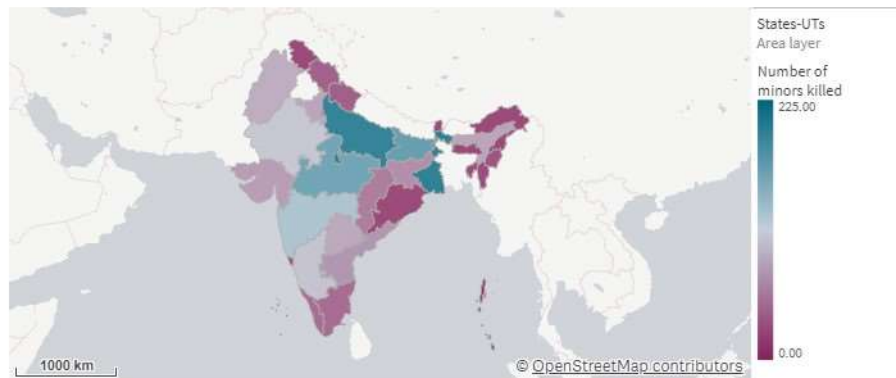 States-UTs
Area layer
Number of
minors killed
225.00
0.00
1000 km
© OpenStreetMap contributors